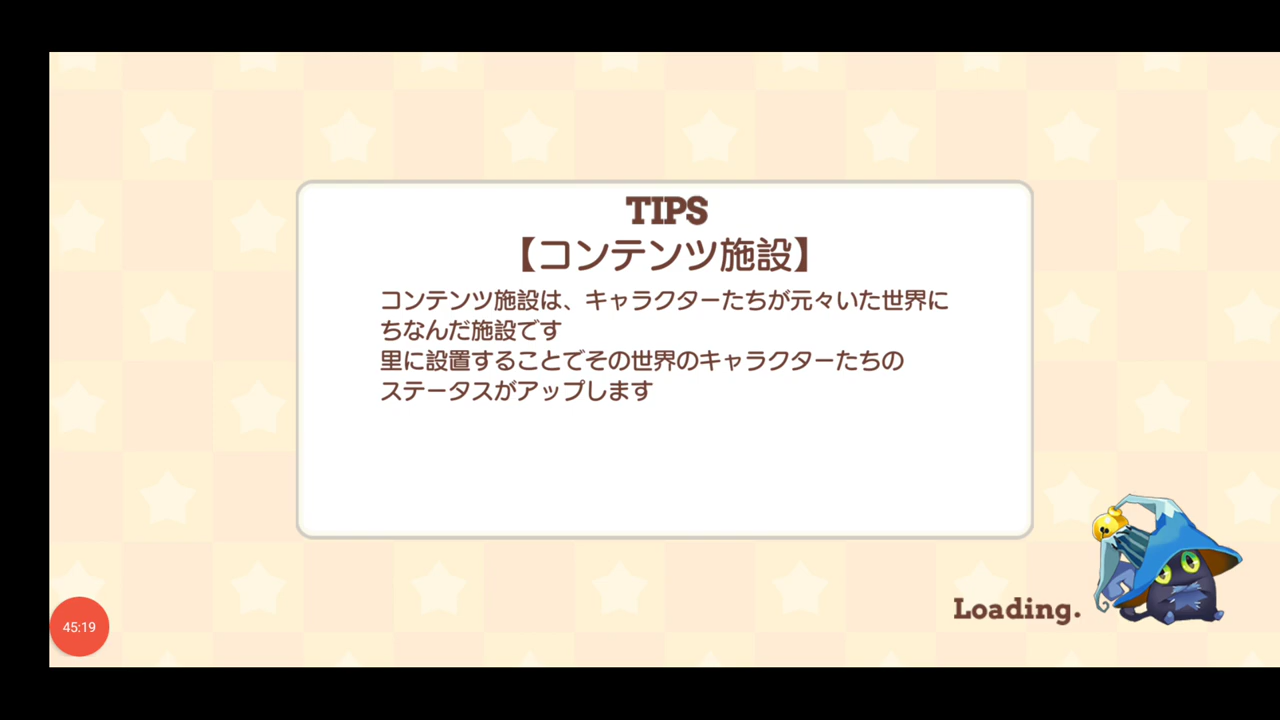 TIPS
【コンテンツ施設】
コンテンツ施設は、キャラクターたちが元々いた世界に
ちなんだ施設です
里に設置することでその世界のキャラクターたちの
ステータスがアップします
Loading.
45:19